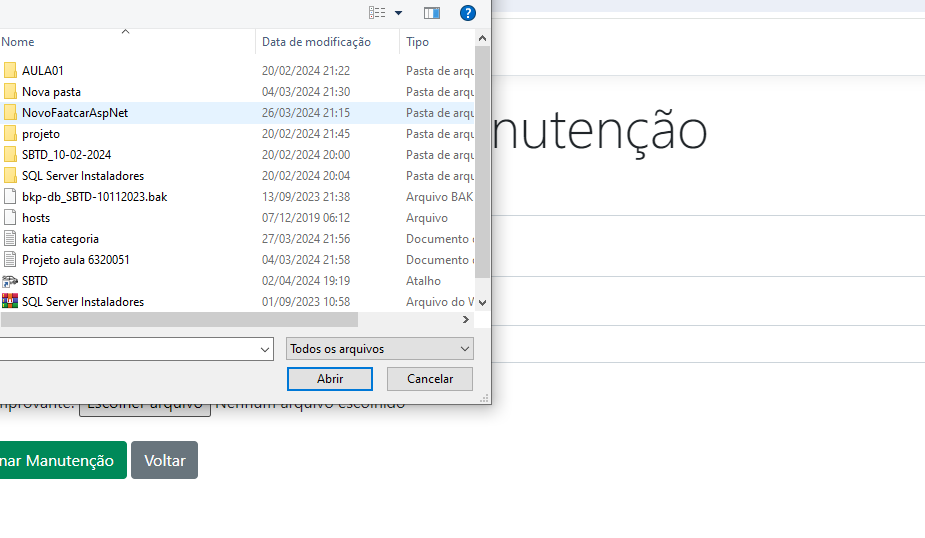 Nome Data de modificação Tipo
AULA01 20/02/2024 21:22 Pasta de arqu
Nova pasta 04/03/2024 21:30 Pasta de arqu
NovoFaatcarAspNet 26/03/2024 21:15 Pasta de arqu
projeto 20/02/2024 21:45 Pasta de arqu
SBTD_10-02-2024 20/02/2024 20:00 Pasta de arqu
SQL Server Instaladores 20/02/2024 20:04 Pasta de arqu
bkp-db_SBTD-10112023.bak 13/09/2023 21:38 Arquivo BAK
hosts 07/12/2019 06:12 Arquivo
katia categoria 27/03/2024 21:56 Documento
Projeto aula 6320051 04/03/2024 21:58 Documento
SBTD 02/04/2024 19:19 Atalho
SQL Server Instaladores 01/09/2023 10:58 Arquivo do
nutenção
Todos os arquivos
Abrir Cancelar
mprovante: Escolher arquivo Nenhum arquivo escolhido
nar Manutenção Voltar